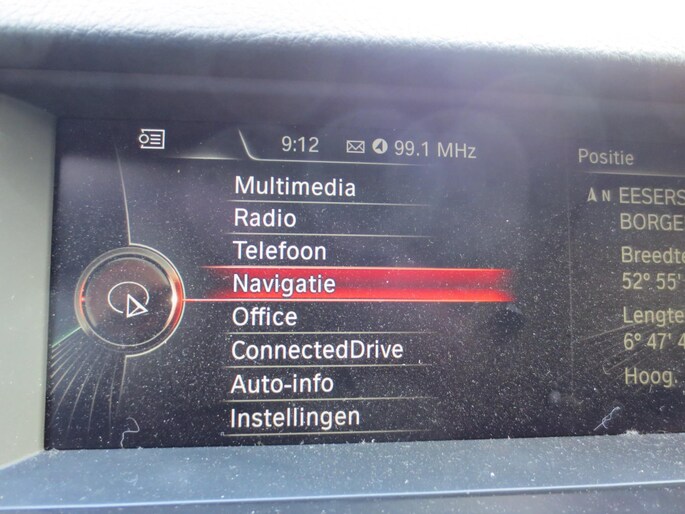 9:12 99.1 MHz
Multimedia
Radio
Telefoon
Navigatie
Office
ConnectedDrive
Auto-info
Instellingen
Positie
N EESERS
BORGE
Breedte
52° 55'
Lengte
6° 47' 4
Hoog.